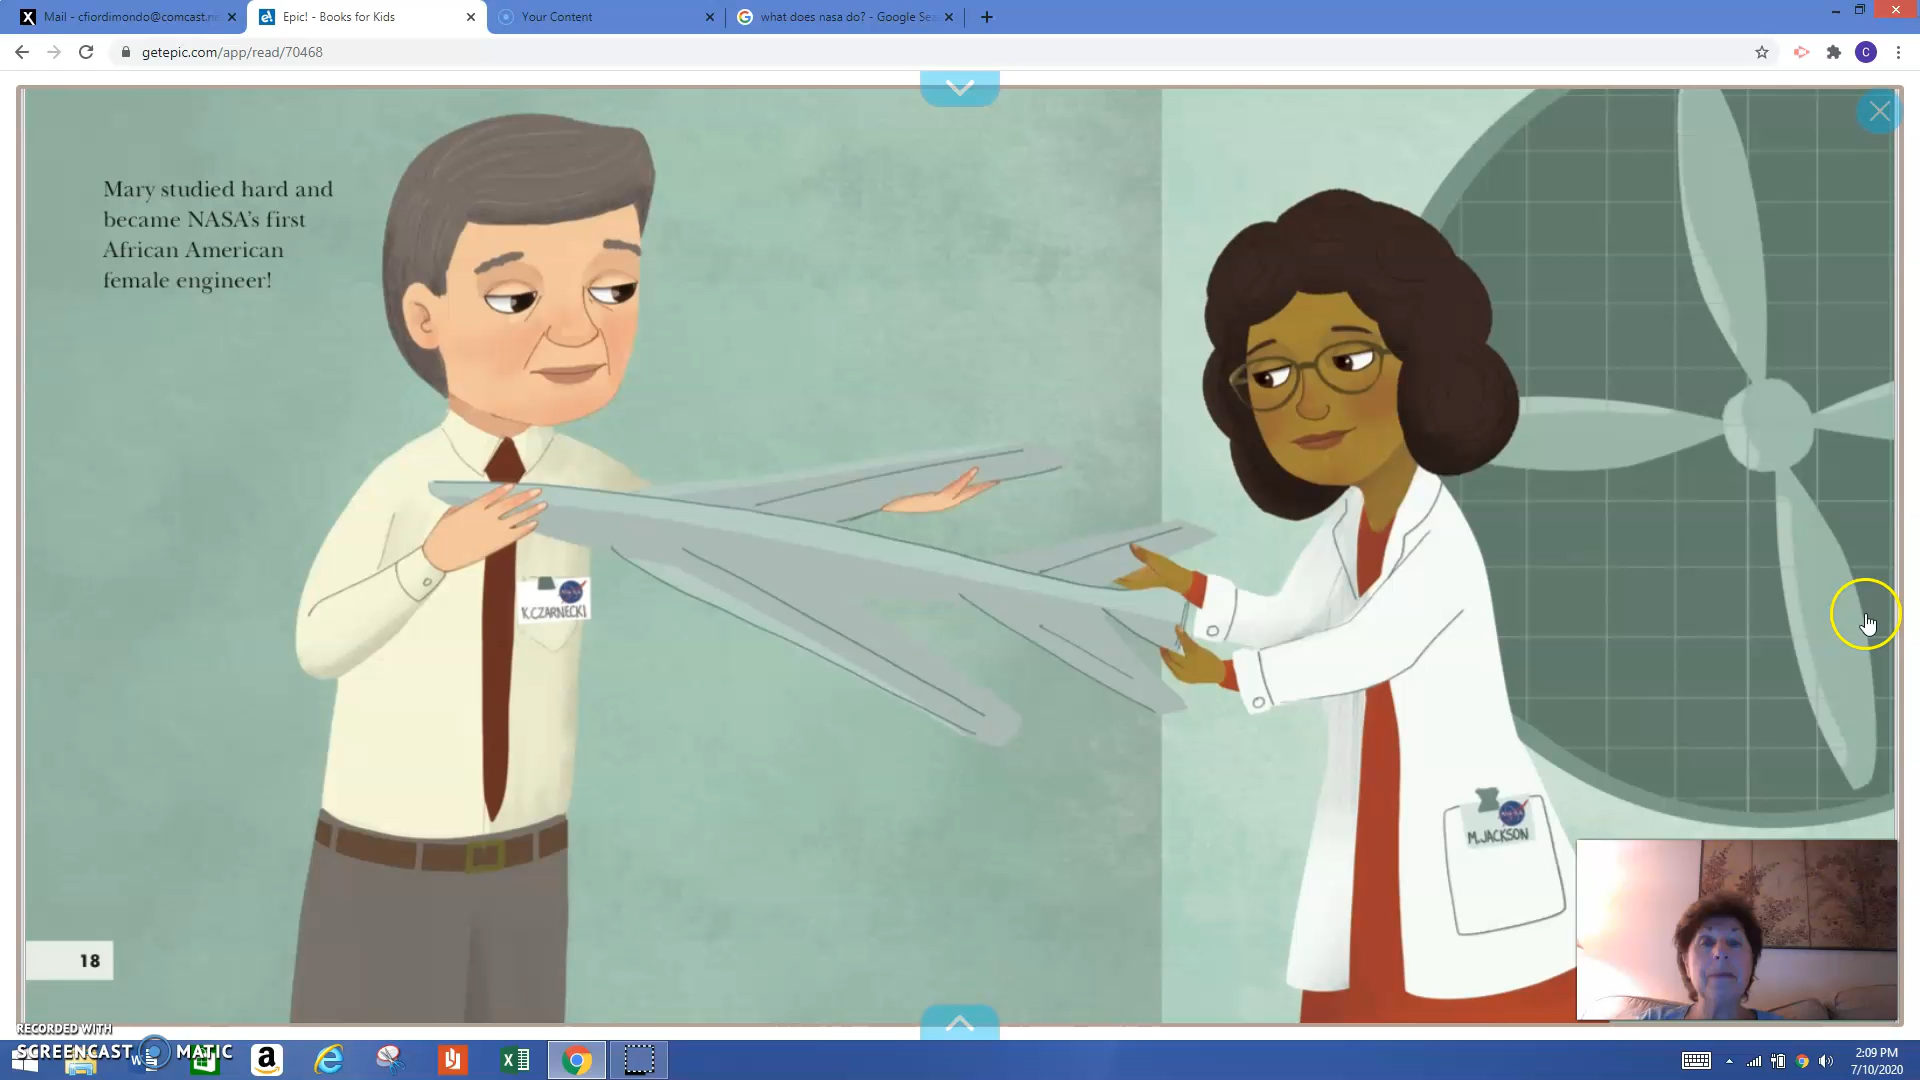 Mail - cfiordimondo@comcast.n
Epic! - Books for Kids
Your Content
what does nasa do? - Google Se
getepic.com/app/read/70468
C
Mary studied hard and
became NASA's first
African American
female engineer!
NASA
K.CZARNECKI
NASA
M.JACKSON
18
RECORDED WITH
SCREENCAST MATIC
2:09 PM
7/10/2020